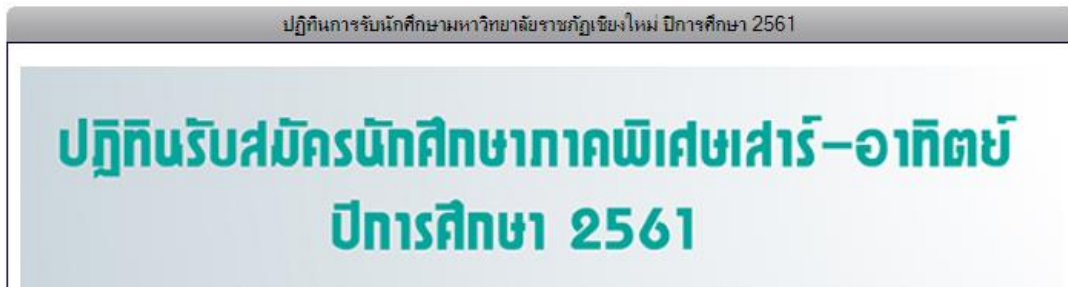 ปฏิทินการรับนักศึกษามหาวิทยาลัยราชภัฏเชียงใหม่ ปีการศึกษา 2561
ปฏิทินรับสมัครนักศึกษาภาคพิเศษเสาร์-อาทิตย์
ปีการศึกษา 2561